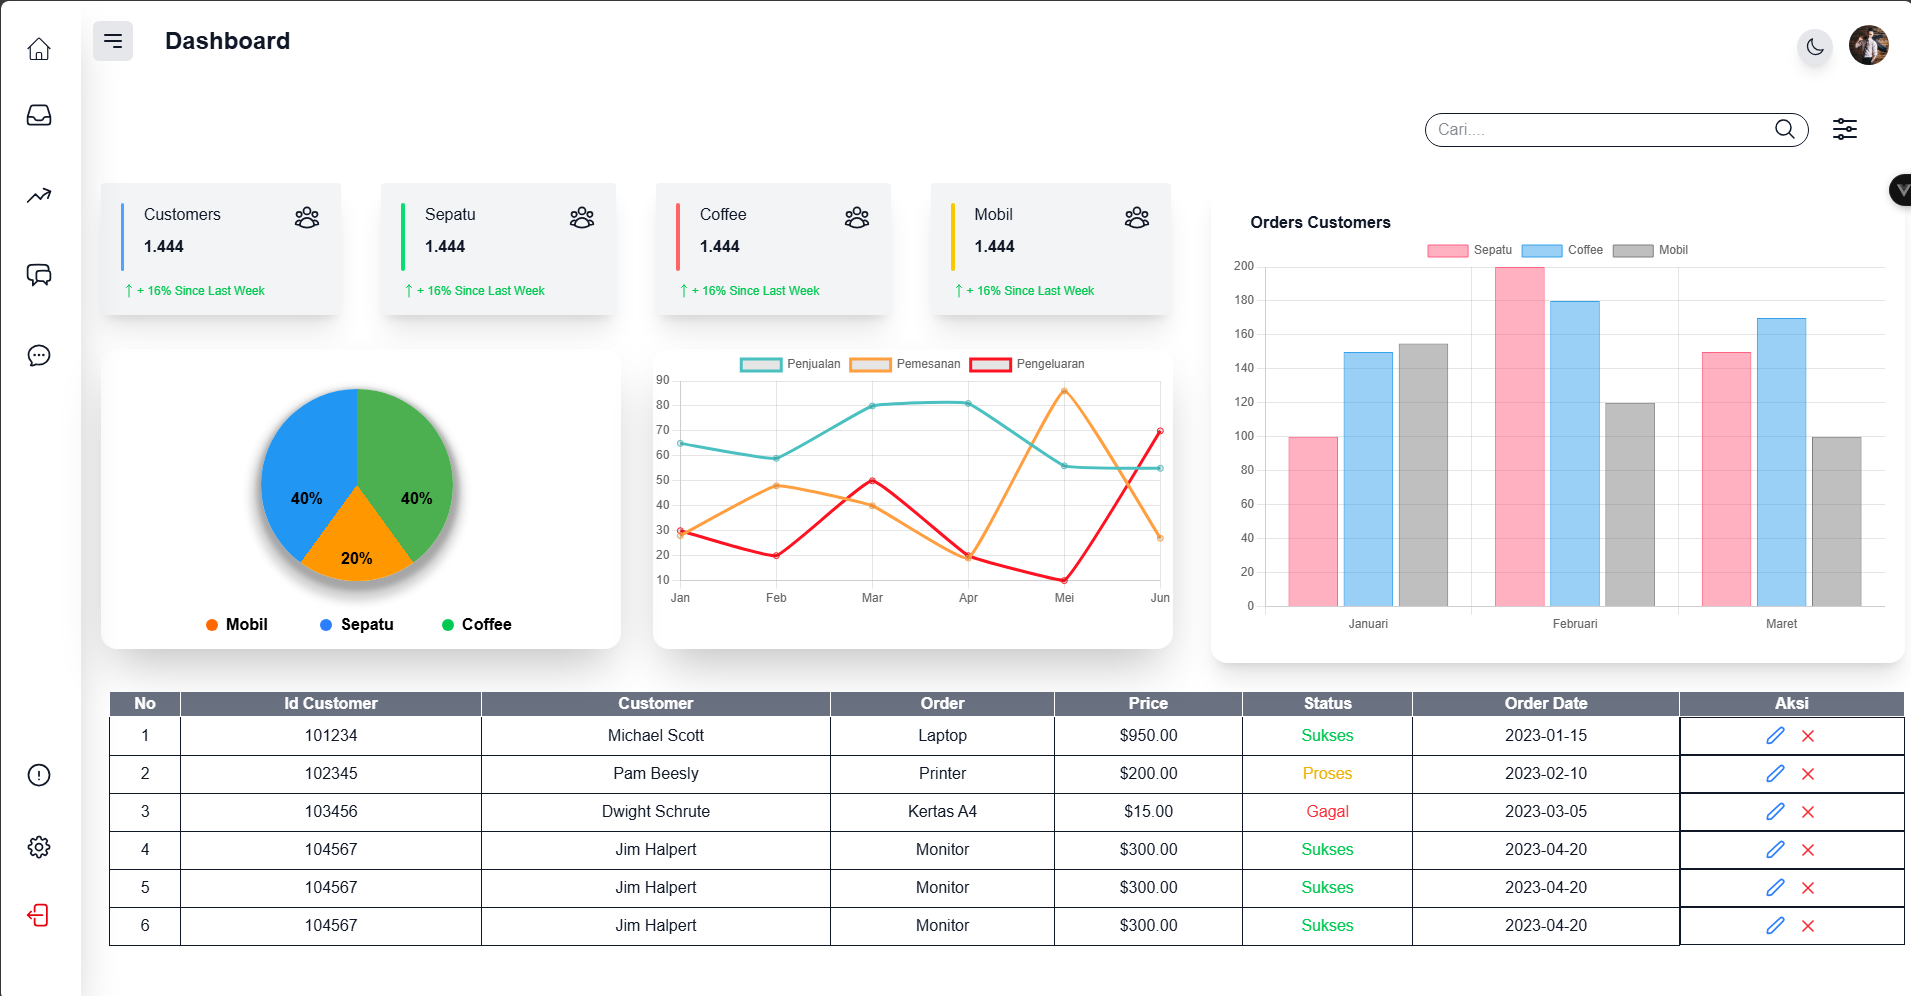 Dashboard
Cari....
Customers
1.444
↑ + 16% Since Last Week
Sepatu
1.444
↑ + 16% Since Last Week
Coffee
1.444
↑ + 16% Since Last Week
Mobil
1.444
↑ + 16% Since Last Week
40%
40%
20%
Mobil Sepatu Coffee
Penjualan Pemesanan Pengeluaran
90
80
70
60
50
40
30
20
10
Jan Feb Mar Apr Mei Jun
Orders Customers
Sepatu Coffee Mobil
200
180
160
140
120
100
80
60
40
20
0
Januari Februari Maret
No Id Customer Customer Order Price Status Order Date Aksi
1 101234 Michael Scott Laptop $950.00 Sukses 2023-01-15
2 102345 Pam Beesly Printer $200.00 Proses 2023-02-10
3 103456 Dwight Schrute Kertas A4 $15.00 Gagal 2023-03-05
4 104567 Jim Halpert Monitor $300.00 Sukses 2023-04-20
5 104567 Jim Halpert Monitor $300.00 Sukses 2023-04-20
6 104567 Jim Halpert Monitor $300.00 Sukses 2023-04-20